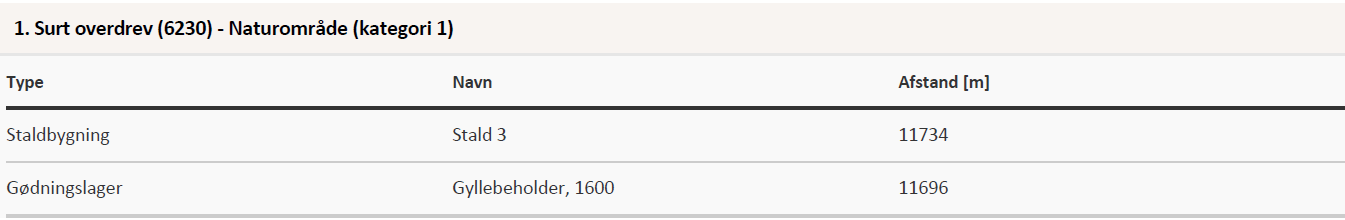 1. Surt overdrev (6230) - Naturområde (kategori 1)
Type Navn Afstand [m]
Staldbygning Stald 3 11734
Gødningslager Gyllebeholder, 1600 11696